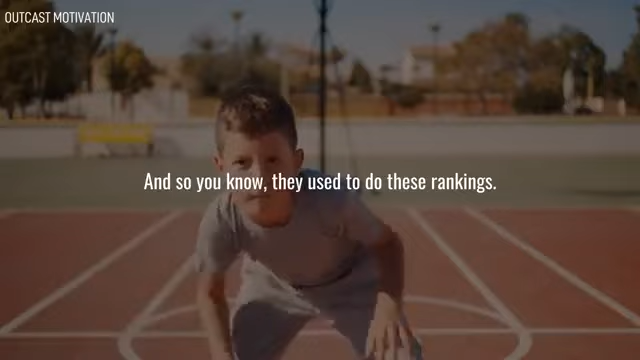 OUTCAST MOTIVATION
And so you know, they used to do these rankings.